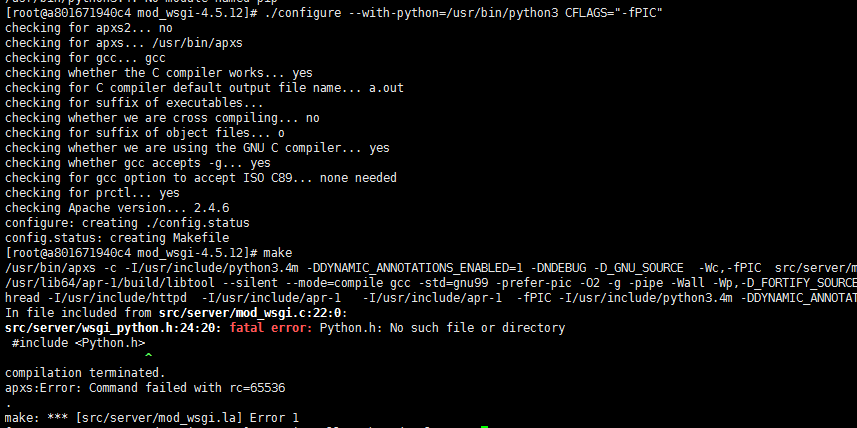 [root@a801671940c4 mod_wsgi-4.5.12]# ./configure --with-python=/usr/bin/python3 CFLAGS="-fPIC"
checking for apxs2... no
checking for apxs... /usr/bin/apxs
checking for gcc... gcc
checking whether the C compiler works... yes
checking for C compiler default output file name... a.out
checking for suffix of executables...
checking whether we are cross compiling... no
checking for suffix of object files... o
checking whether we are using the GNU C compiler... yes
checking whether gcc accepts -g... yes
checking for gcc option to accept ISO C89... none needed
checking for prctl... yes
checking Apache version... 2.4.6
configure: creating ./config.status
config.status: creating Makefile
[root@a801671940c4 mod_wsgi-4.5.12]# make
/usr/bin/apxs -c -I/usr/include/python3.4m -DDYNAMIC_ANNOTATIONS_ENABLED=1 -DNDEBUG -D_GNU_SOURCE  -Wc,-fPIC  src/server/m
/usr/lib64/apr-1/build/libtool --silent --mode=compile gcc -std=gnu99 -prefer-pic -O2 -g -pipe -Wall -Wp,-D_FORTIFY_SOURCE
hread -I/usr/include/httpd  -I/usr/include/apr-1   -I/usr/include/apr-1  -fPIC -I/usr/include/python3.4m -DDYNAMIC_ANNOTAT
In file included from src/server/mod_wsgi.c:22:0:
src/server/wsgi_python.h:24:20: fatal error: Python.h: No such file or directory
 #include <Python.h>
                    ^
compilation terminated.
apxs:Error: Command failed with rc=65536
.
make: *** [src/server/mod_wsgi.la] Error 1